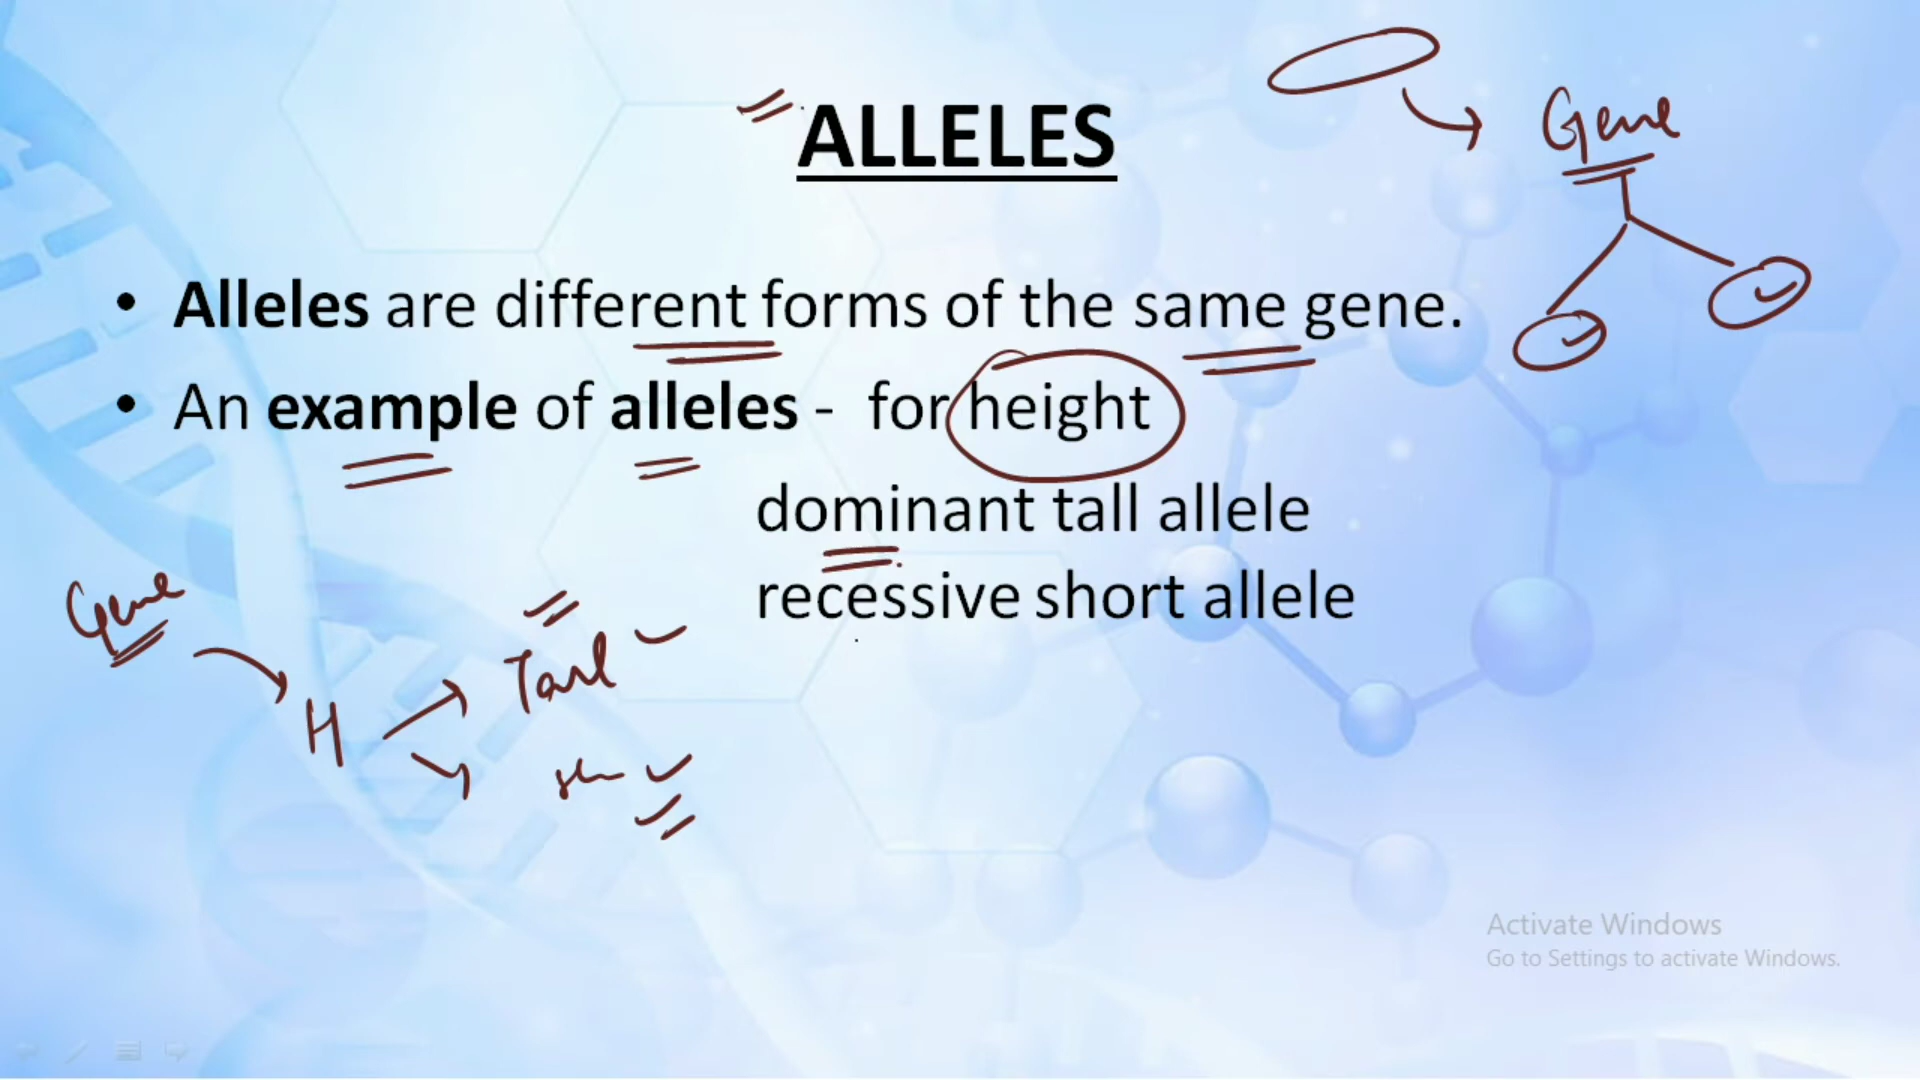 ALLELES
Gene
• Alleles are different forms of the same gene.
• An example of alleles - for height
dominant tall allele
recessive short allele
Gene
Tall
H
Activate Windows
Go to Settings to activate Windows.